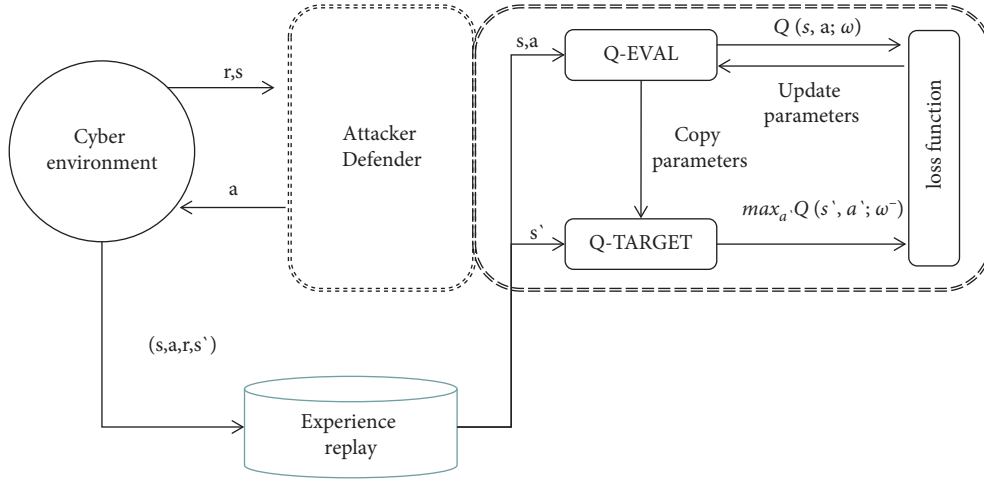 r,s
Cyber
environment
a
(s,a,r,s`)
Attacker
Defender
Experience
replay
s,a
Q-EVAL
Q (s, a; ω)
Update
parameters
Copy
parameters
s`
Q-TARGET
max_a` Q (s`, a`; ω⁻)
loss function